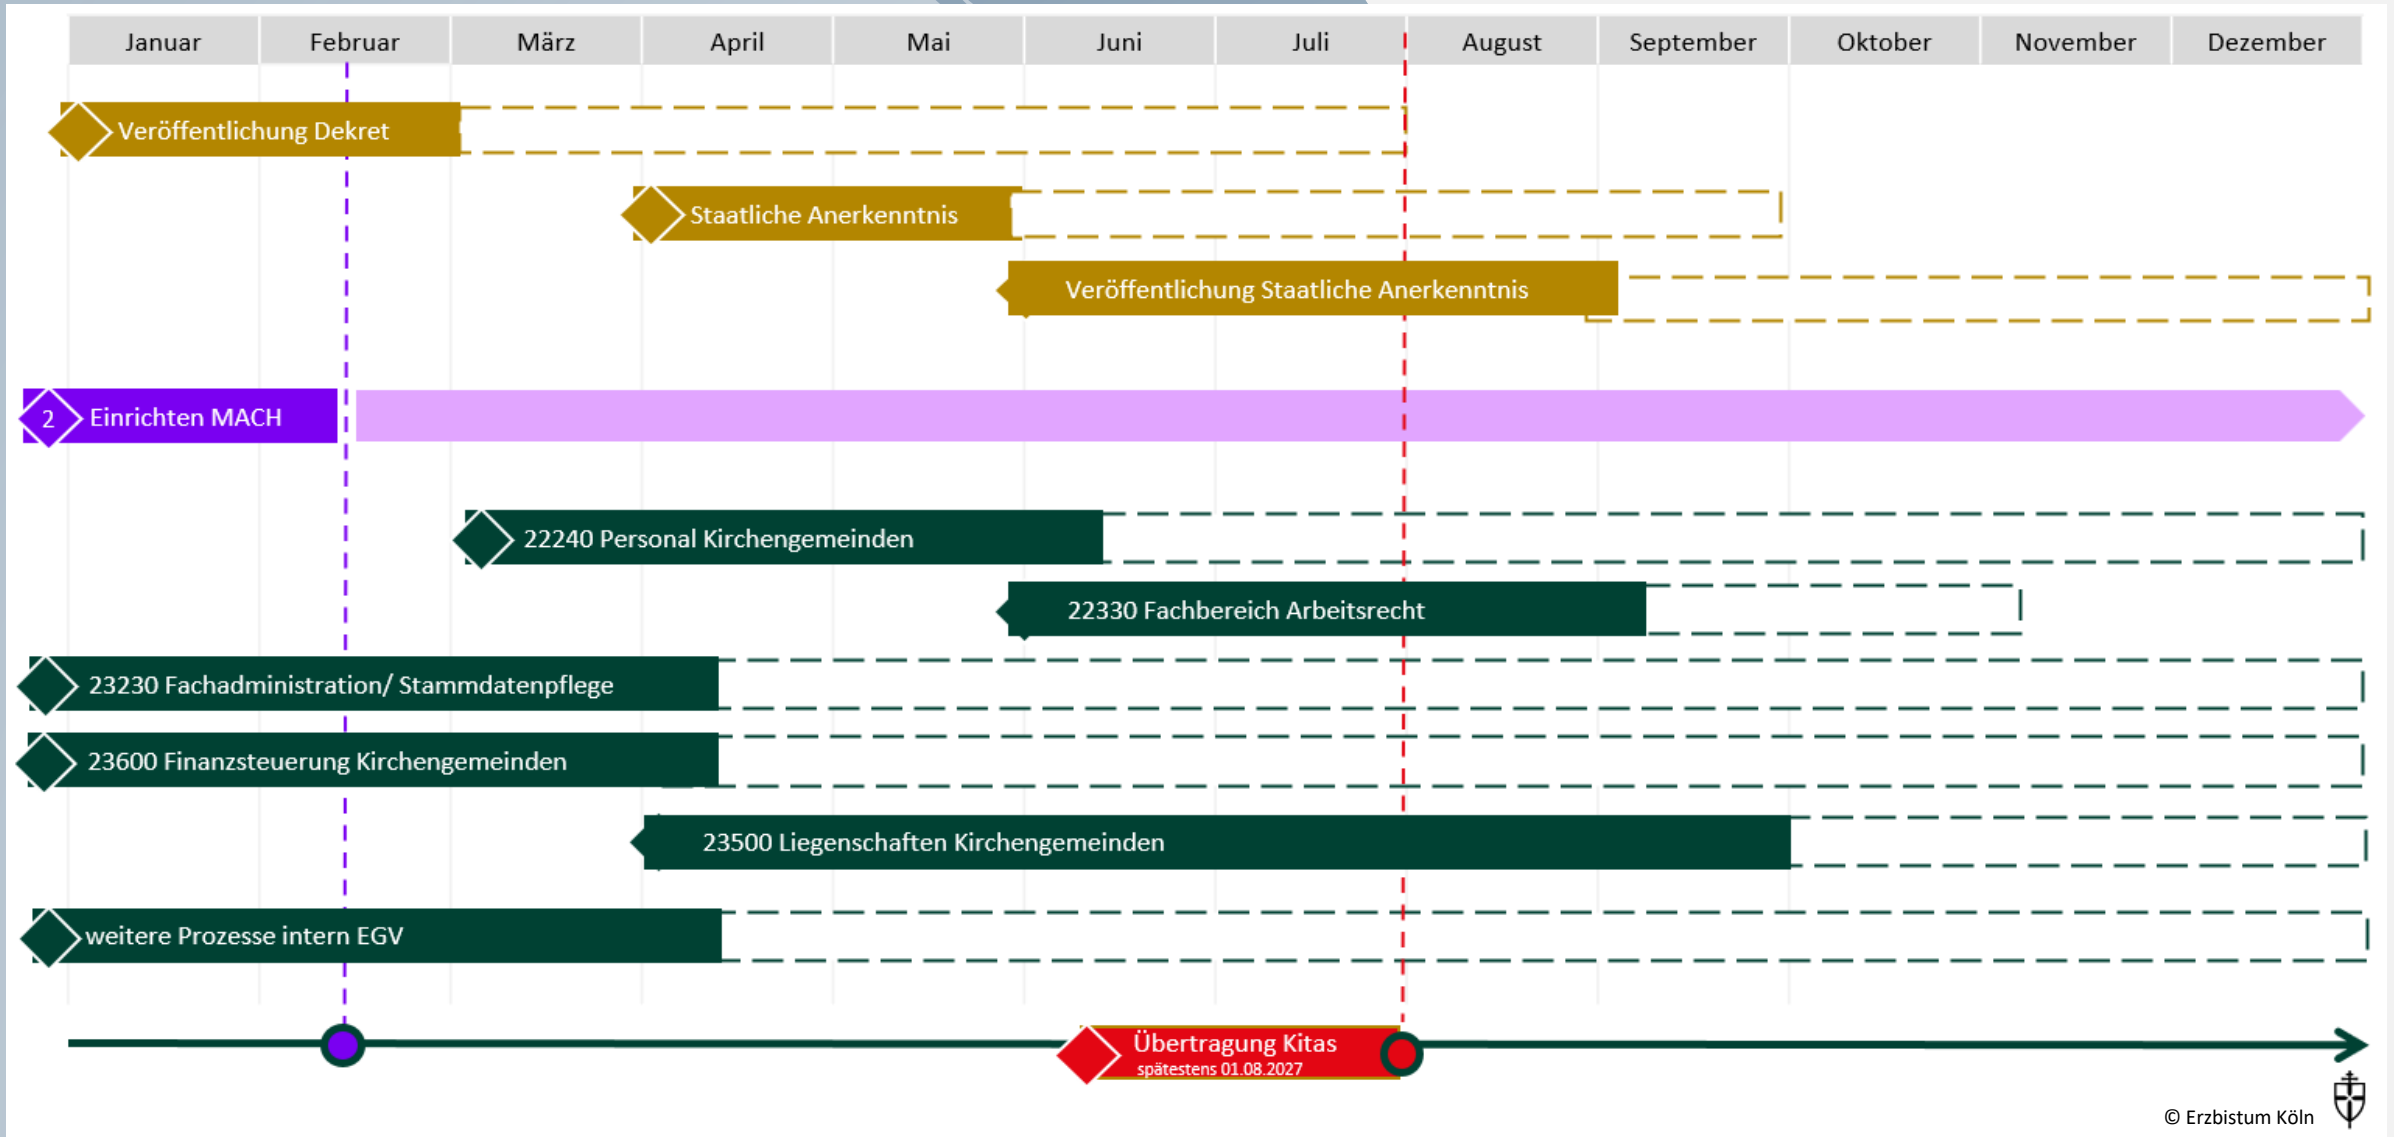 Januar Februar März April Mai Juni Juli August September Oktober November Dezember
Veröffentlichung Dekret
Staatliche Anerkenntnis
Veröffentlichung Staatliche Anerkenntnis
2 Einrichten MACH
22240 Personal Kirchengemeinden
22330 Fachbereich Arbeitsrecht
23230 Fachadministration/ Stammdatenpflege
23600 Finanzsteuerung Kirchengemeinden
23500 Liegenschaften Kirchengemeinden
weitere Prozesse intern EGV
Übertragung Kitas
spätestens 01.08.2027
© Erzbistum Köln